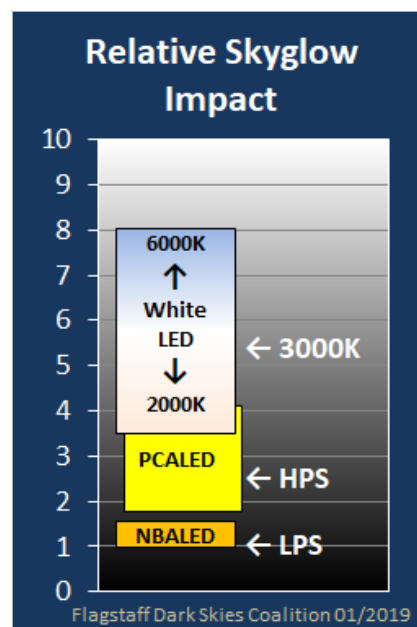 Relative Skyglow
Impact
10
9
8
7
6
5
4
3
2
1
0
6000K
↑
White
LED
↓
2000K
← 3000K
PCALED
← HPS
NBALED
← LPS
Flagstaff Dark Skies Coalition 01/2019